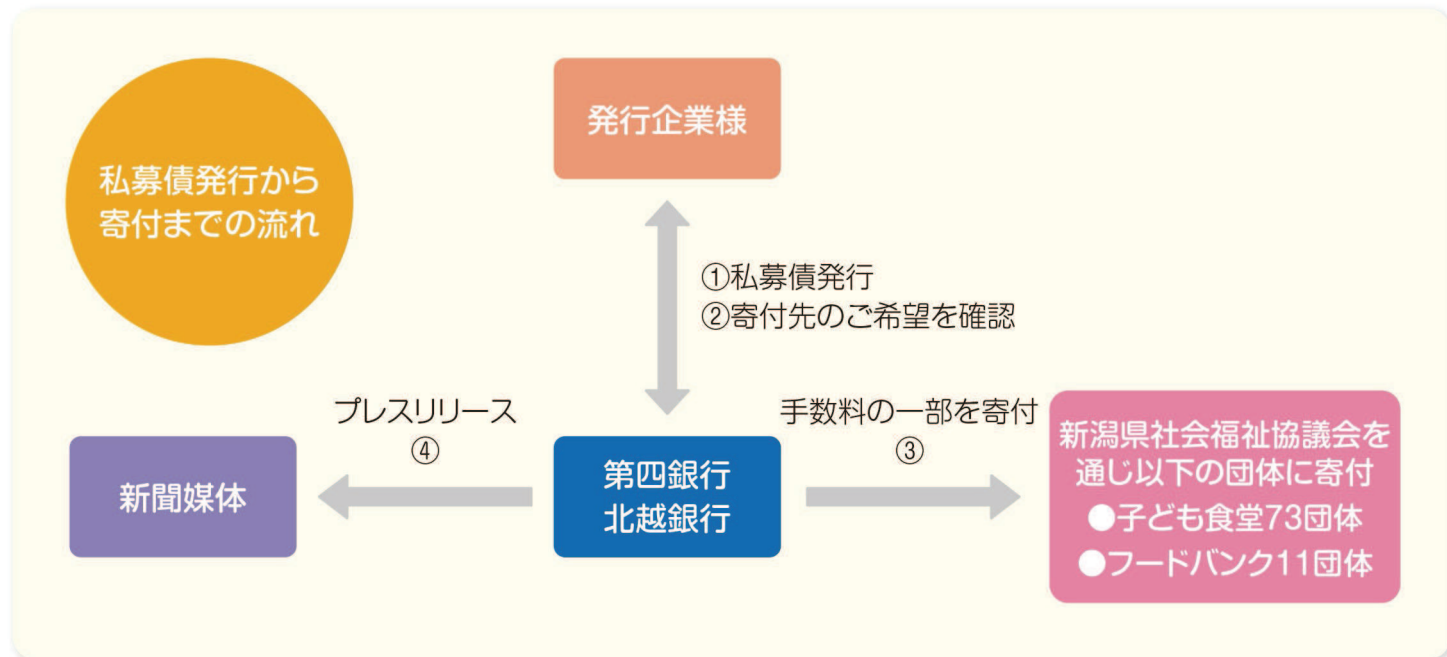 私募債発行から
寄付までの流れ
発行企業様
①私募債発行
②寄付先のご希望を確認
プレスリリース
④
手数料の一部を寄付
③
新聞媒体
第四銀行
北越銀行
新潟県社会福祉協議会を
通じ以下の団体に寄付
●子ども食堂73団体
●フードバンク11団体